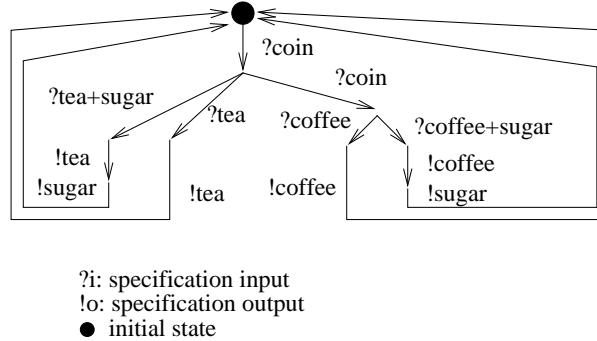 ?coin
?coin
?tea+sugar
?tea
?coffee
?coffee+sugar
!tea
!coffee
!sugar
!tea
!coffee
!sugar
?i: specification input
!o: specification output
initial state